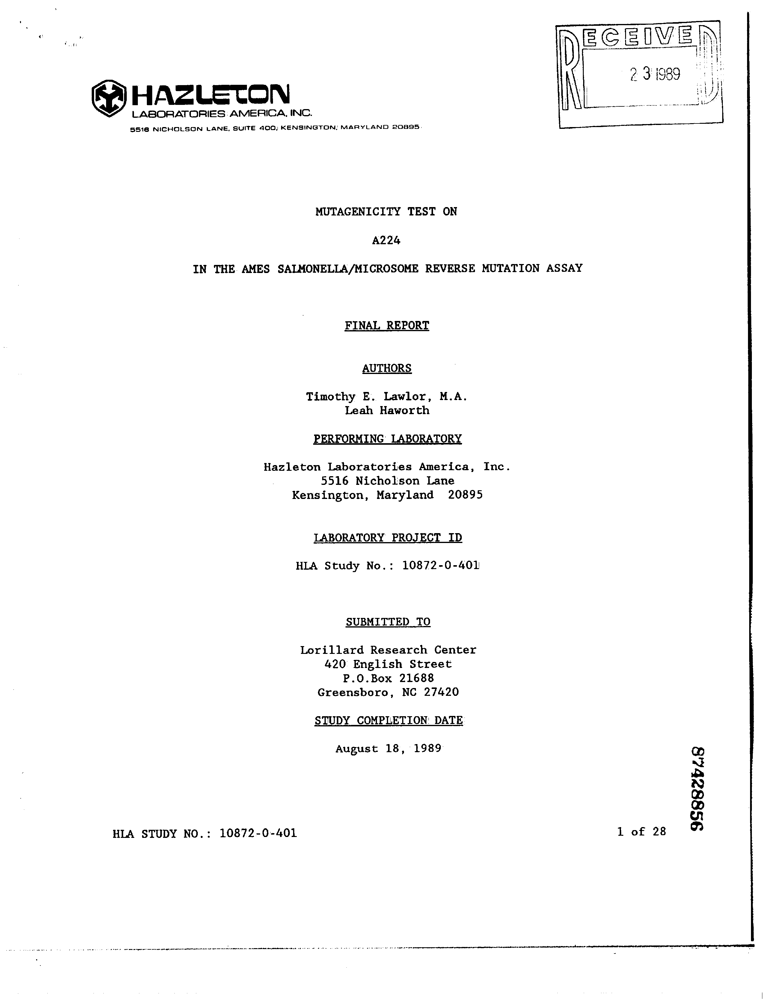 RECEIVED
23 1989
HAZLETON
LABORATORIES AMERICA, INC.
5516 NICHOLSON LANE, SUITE 400, KENSINGTON, MARYLAND 20895
MUTAGENICITY TEST ON
A224
IN THE AMES SALMONELLA/MICROSOME REVERSE MUTATION ASSAY
FINAL REPORT
AUTHORS
Timothy E. Lawlor, M.A.
Leah Haworth
PERFORMING LABORATORY
Hazleton Laboratories America, Inc.
5516 Nicholson Lane
Kensington, Maryland 20895
LABORATORY PROJECT ID
HLA Study No.: 10872-0-401
SUBMITTED TO
Lorillard Research Center
420 English Street
P.O.Box 21688
Greensboro, NC 27420
STUDY COMPLETION DATE
August 18, 1989
87428856
HLA STUDY NO.: 10872-0-401
1 of 28